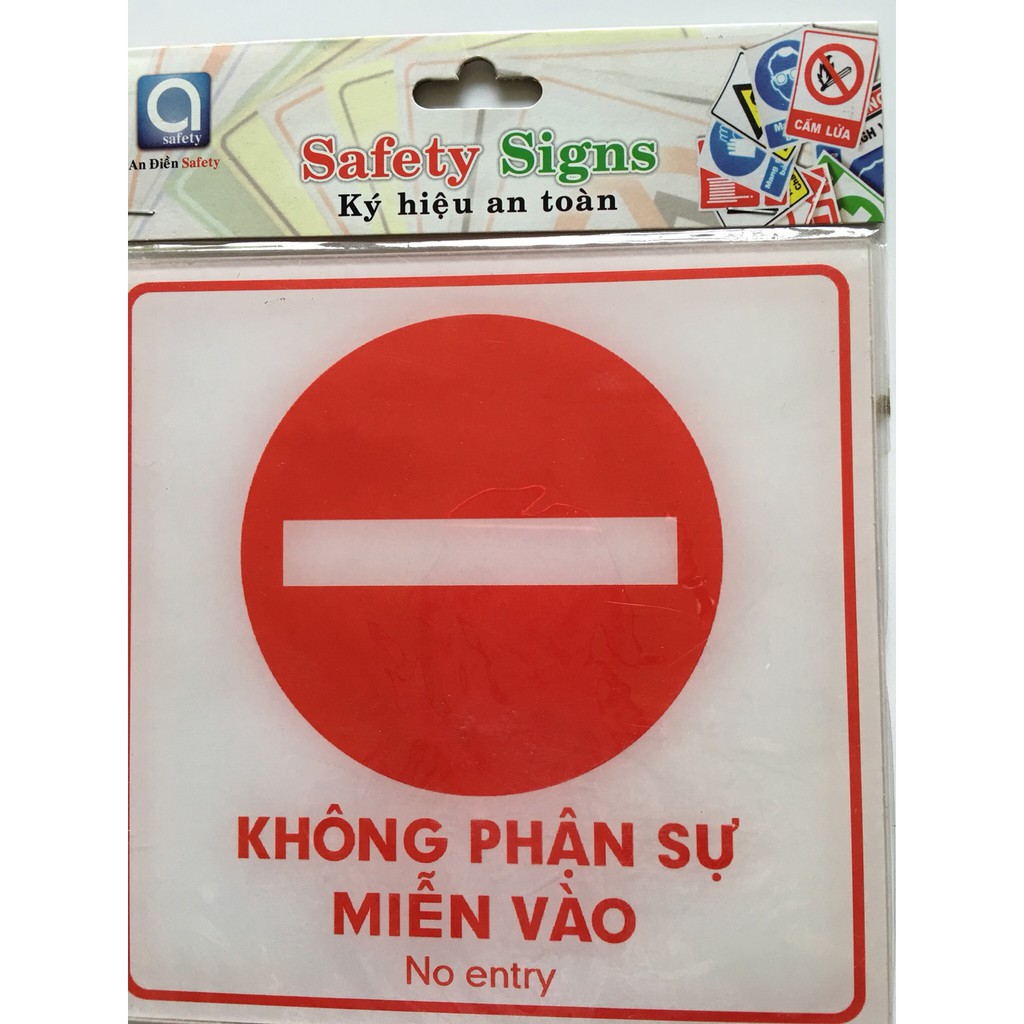 a
safety
An Điền Safety
Safety Signs
Ký hiệu an toàn
CẤM LỬA
KHÔNG PHẬN SỰ
MIỄN VÀO
No entry